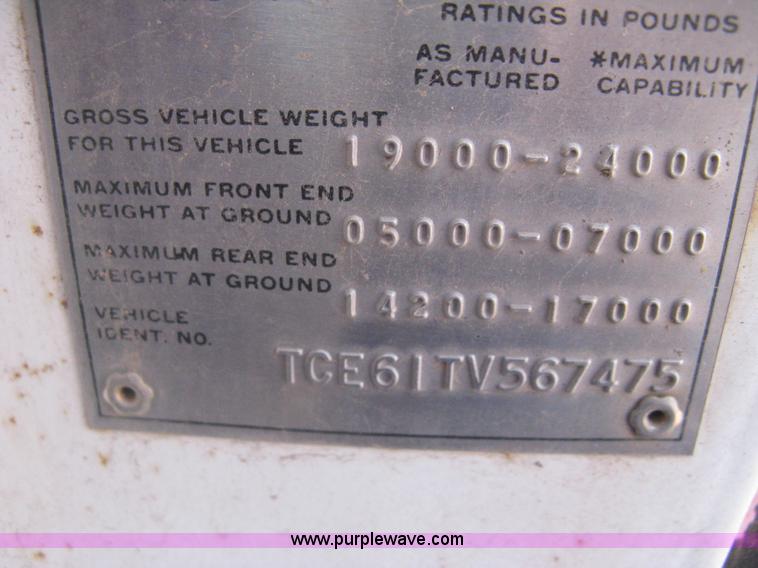 RATINGS IN POUNDS
AS MANU- *MAXIMUM
FACTURED CAPABILITY
GROSS VEHICLE WEIGHT
FOR THIS VEHICLE 19000-24000
MAXIMUM FRONT END
WEIGHT AT GROUND 05000-07000
MAXIMUM REAR END
WEIGHT AT GROUND 14200-17000
VEHICLE
IDENT. NO. TCE61TV567475
www.purplewave.com